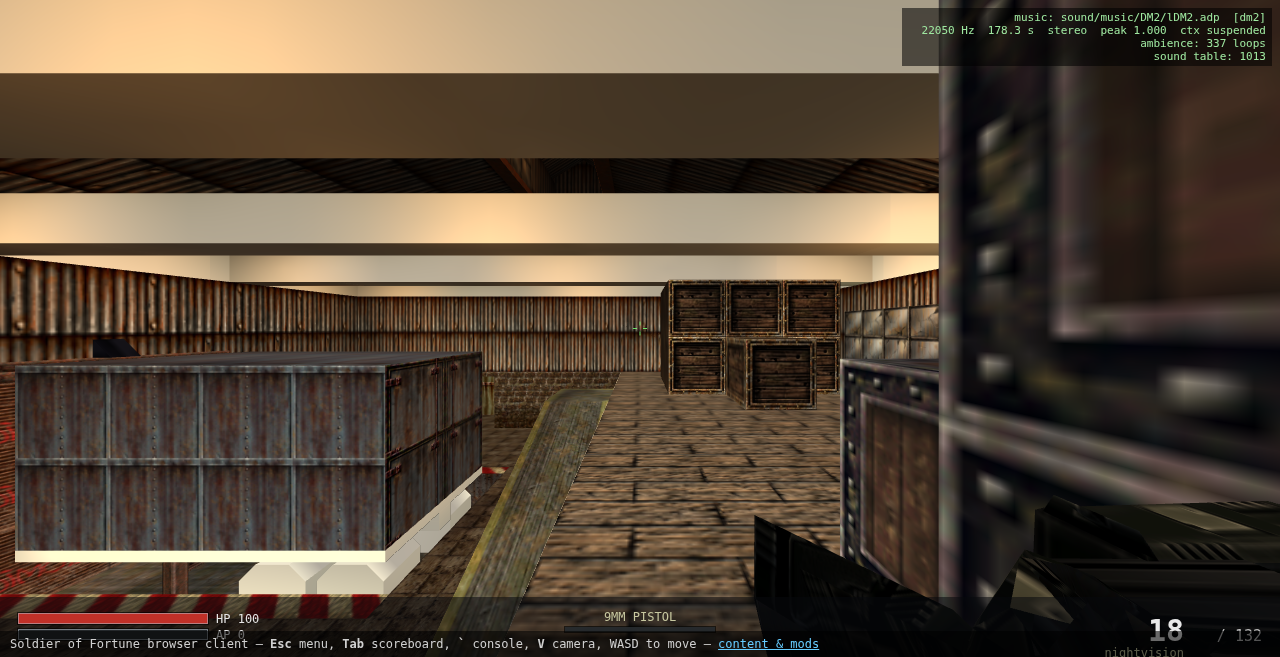 music: sound/music/DM2/lDM2.adp  [dm2]
22050 Hz  178.3 s  stereo  peak 1.000  ctx suspended
ambience: 337 loops
sound table: 1013
HP 100
AP 0
9MM PISTOL
18 / 132
nightvision
Soldier of Fortune browser client — Esc menu, Tab scoreboard, ` console, V camera, WASD to move — content & mods